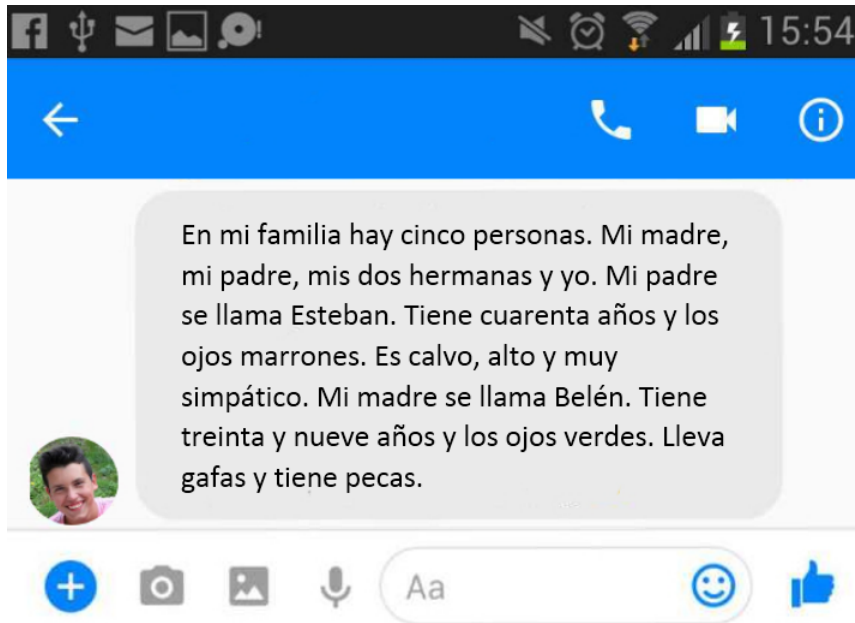 15:54
En mi familia hay cinco personas. Mi madre,
mi padre, mis dos hermanas y yo. Mi padre
se llama Esteban. Tiene cuarenta años y los
ojos marrones. Es calvo, alto y muy
simpático. Mi madre se llama Belén. Tiene
treinta y nueve años y los ojos verdes. Lleva
gafas y tiene pecas.
Aa